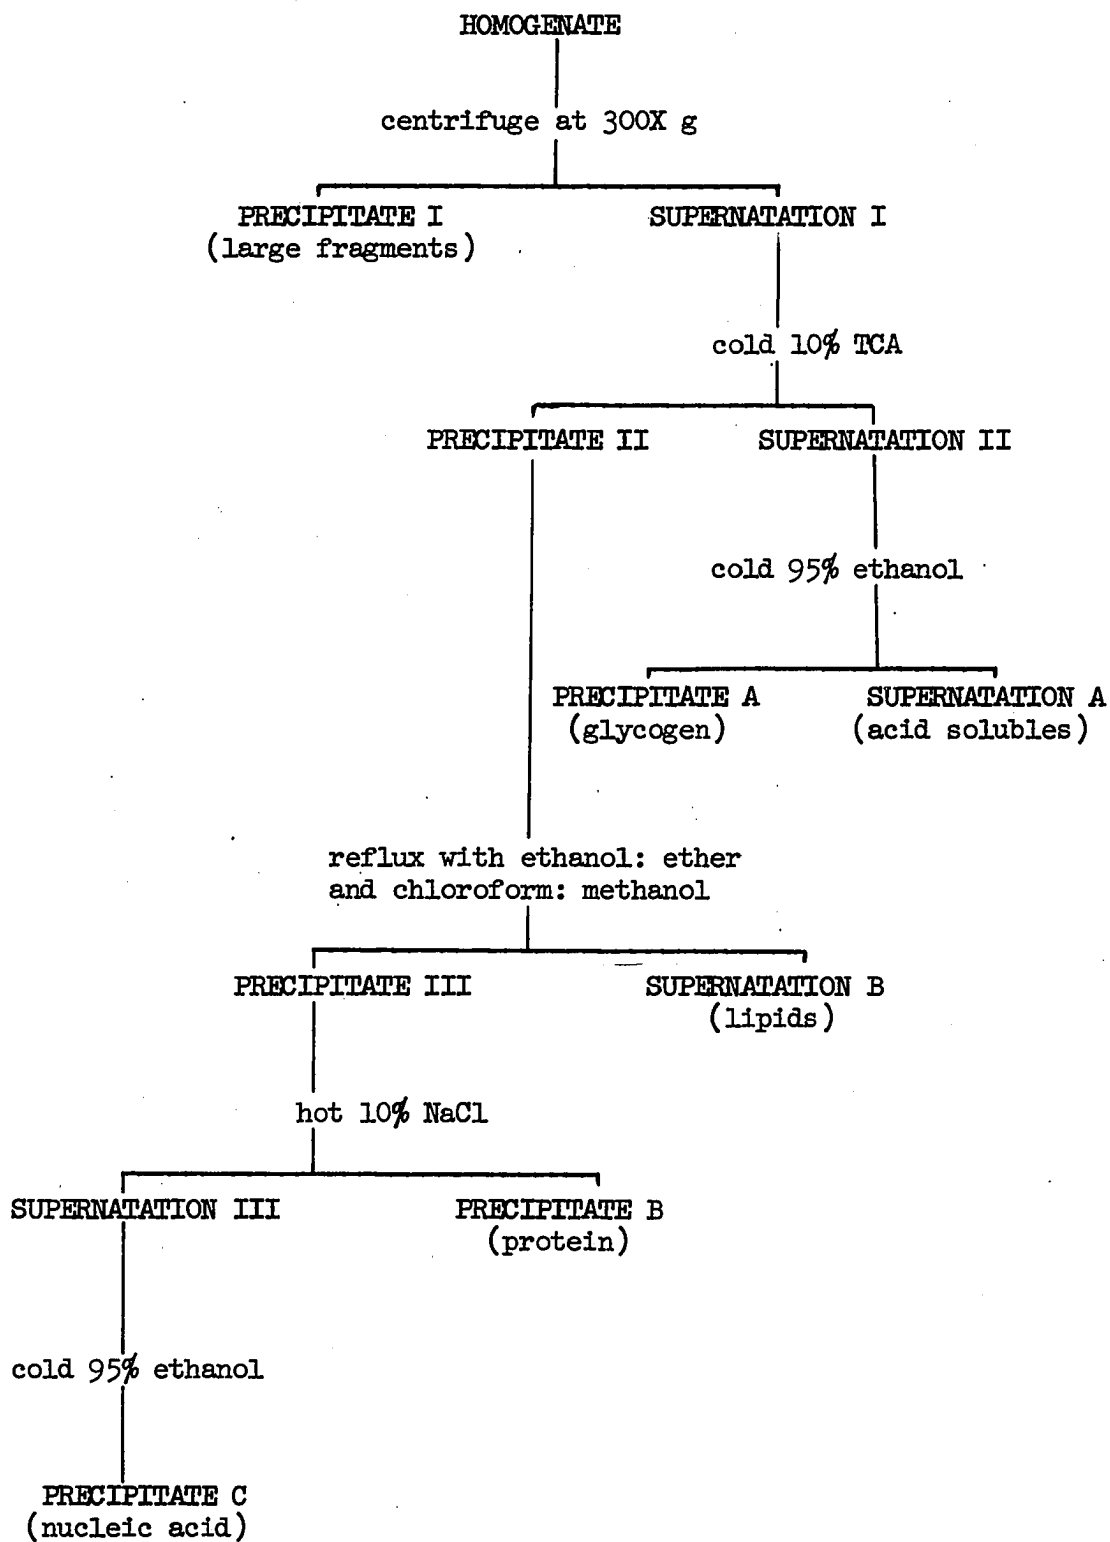 HOMOGENATE
centrifuge at 300X g
PRECIPITATE I
(large fragments)
SUPERNATATION I
cold 10% TCA
PRECIPITATE II
SUPERNATATION II
cold 95% ethanol
PRECIPITATE A
(glycogen)
SUPERNATATION A
(acid solubles)
reflux with ethanol: ether
and chloroform: methanol
PRECIPITATE III
SUPERNATATION B
(lipids)
hot 10% NaCl
SUPERNATATION III
PRECIPITATE B
(protein)
cold 95% ethanol
PRECIPITATE C
(nucleic acid)